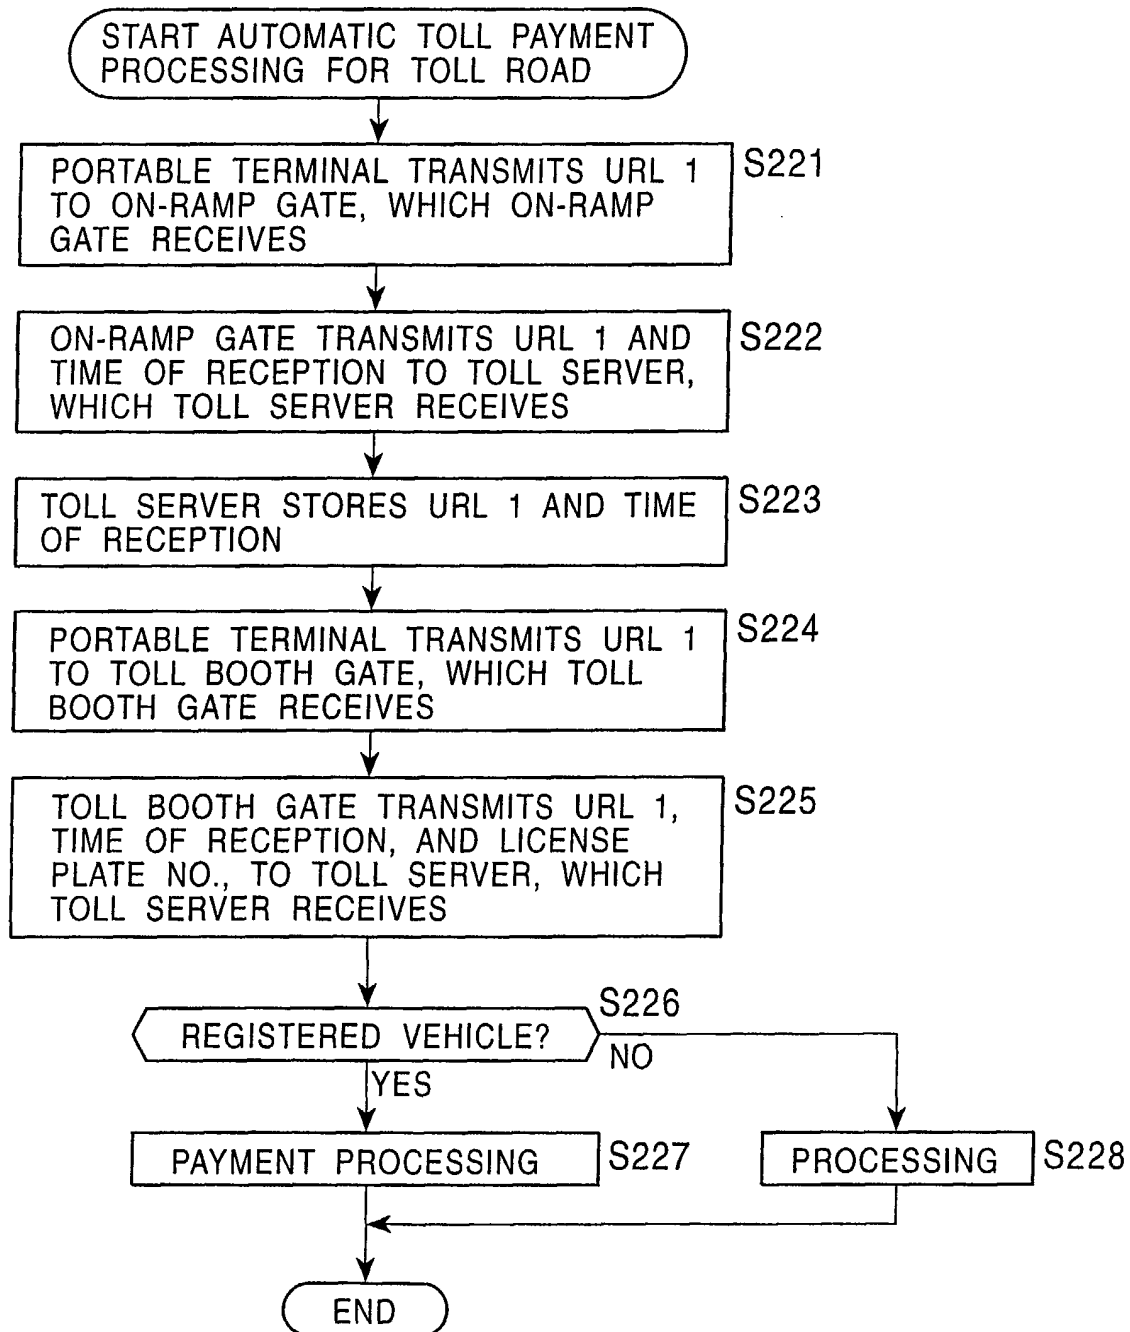 START AUTOMATIC TOLL PAYMENT
PROCESSING FOR TOLL ROAD
PORTABLE TERMINAL TRANSMITS URL 1
TO ON-RAMP GATE, WHICH ON-RAMP
GATE RECEIVES
S221
ON-RAMP GATE TRANSMITS URL 1 AND
TIME OF RECEPTION TO TOLL SERVER,
WHICH TOLL SERVER RECEIVES
S222
TOLL SERVER STORES URL 1 AND TIME
OF RECEPTION
S223
PORTABLE TERMINAL TRANSMITS URL 1
TO TOLL BOOTH GATE, WHICH TOLL
BOOTH GATE RECEIVES
S224
TOLL BOOTH GATE TRANSMITS URL 1,
TIME OF RECEPTION, AND LICENSE
PLATE NO., TO TOLL SERVER, WHICH
TOLL SERVER RECEIVES
S225
REGISTERED VEHICLE?
S226
NO
YES
PAYMENT PROCESSING
S227
PROCESSING
S228
END